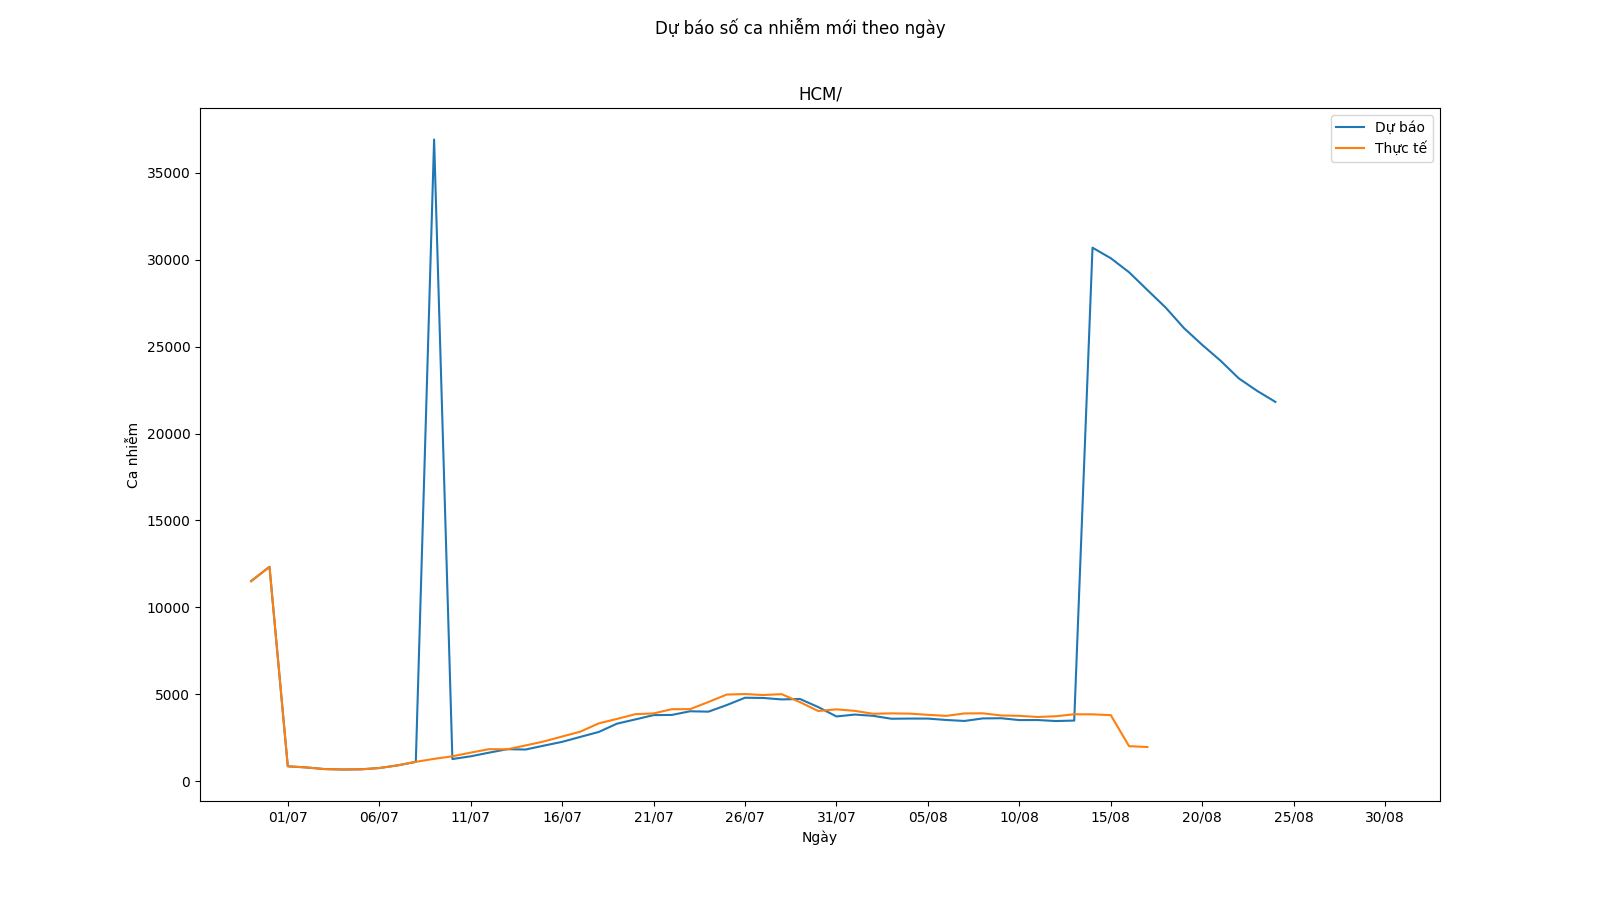 Dự báo số ca nhiễm mới theo ngày
HCM/
Dự báo
Thực tế
35000
30000
25000
20000
15000
10000
5000
0
Ca nhiễm
01/07 06/07 11/07 16/07 21/07 26/07 31/07 05/08 10/08 15/08 20/08 25/08 30/08
Ngày